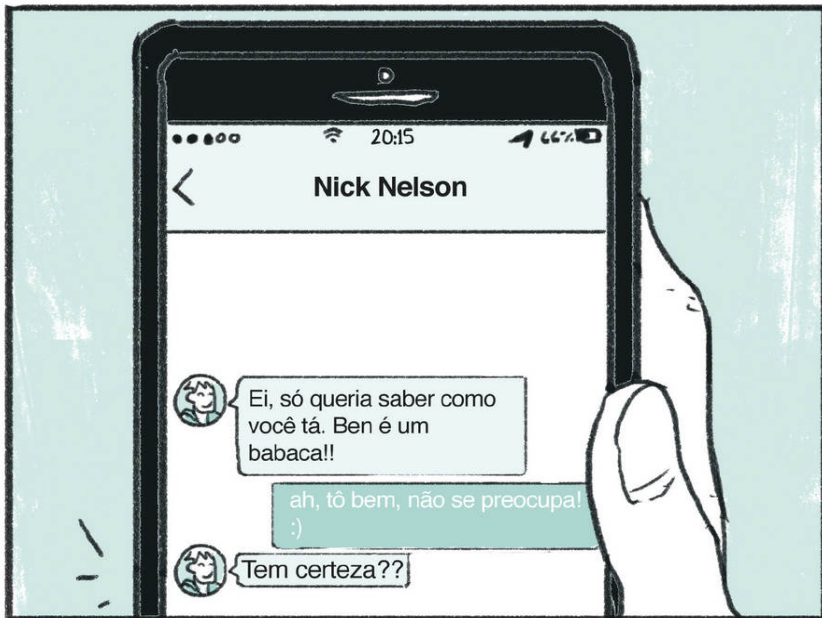 20:15 66%
Nick Nelson
Ei, só queria saber como
você tá. Ben é um
babaca!!
ah, tô bem, não se preocupa!
:)
Tem certeza??